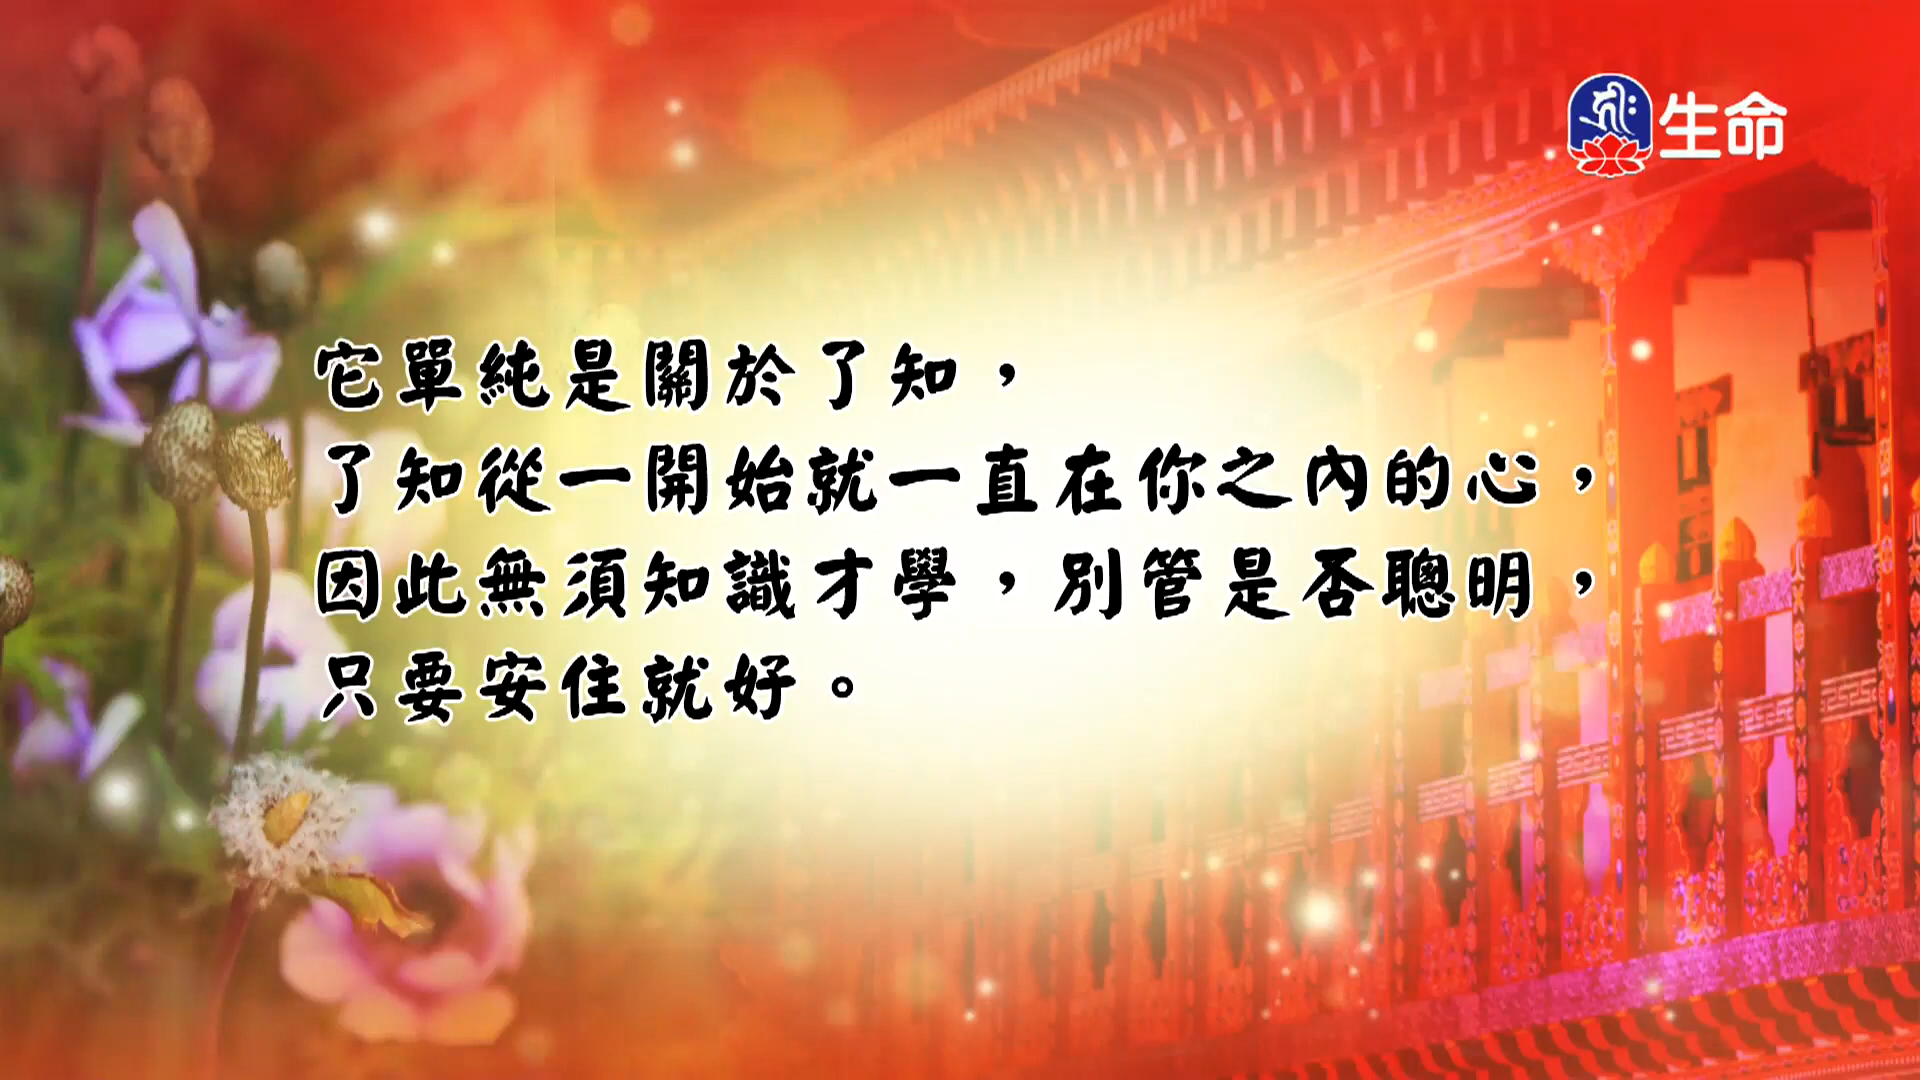 生命
它單純是關於了知，
了知從一開始就一直在你之內的心，
因此無須知識才學，別管是否聰明，
只要安住就好。